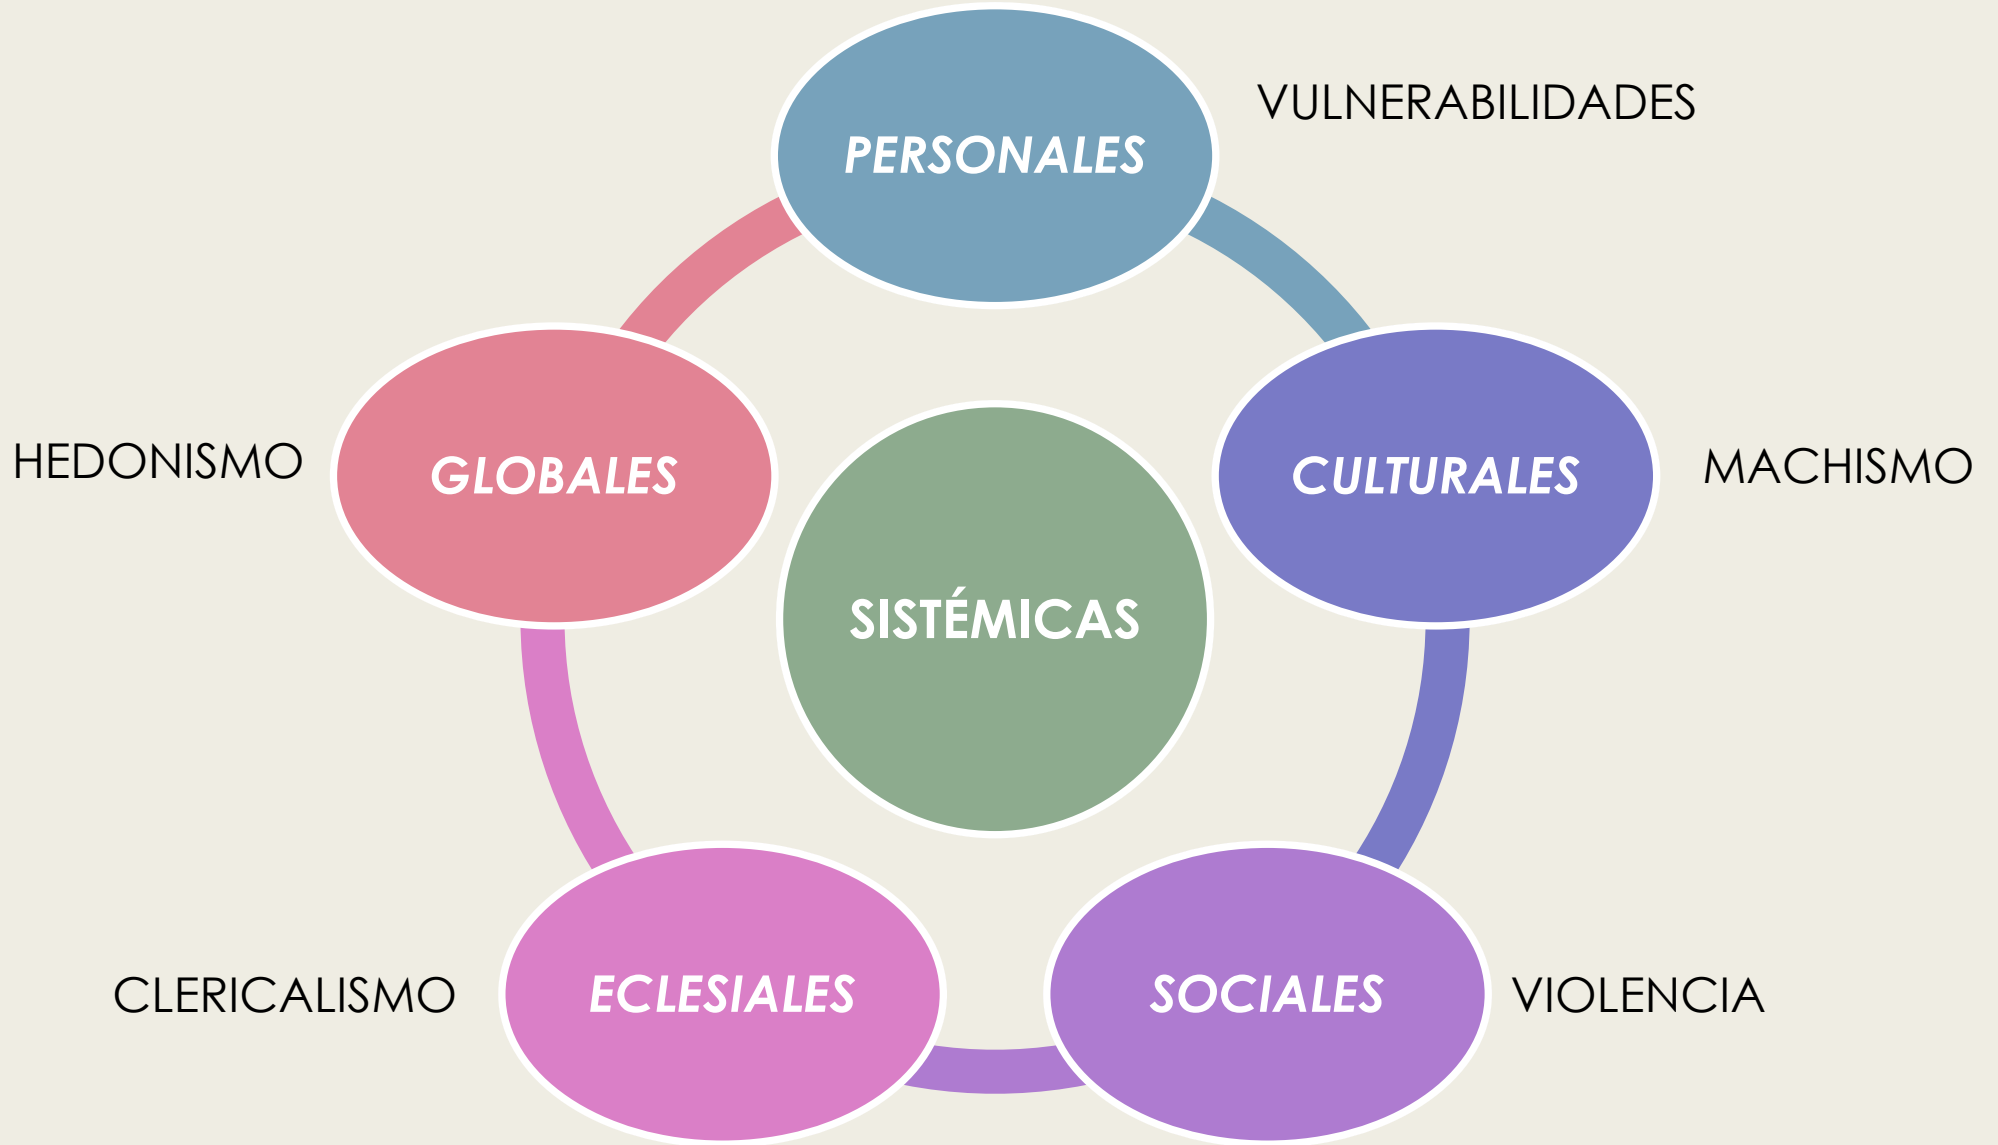 VULNERABILIDADES
PERSONALES
HEDONISMO
GLOBALES
CULTURALES
MACHISMO
SISTÉMICAS
CLERICALISMO
ECLESIALES
SOCIALES
VIOLENCIA